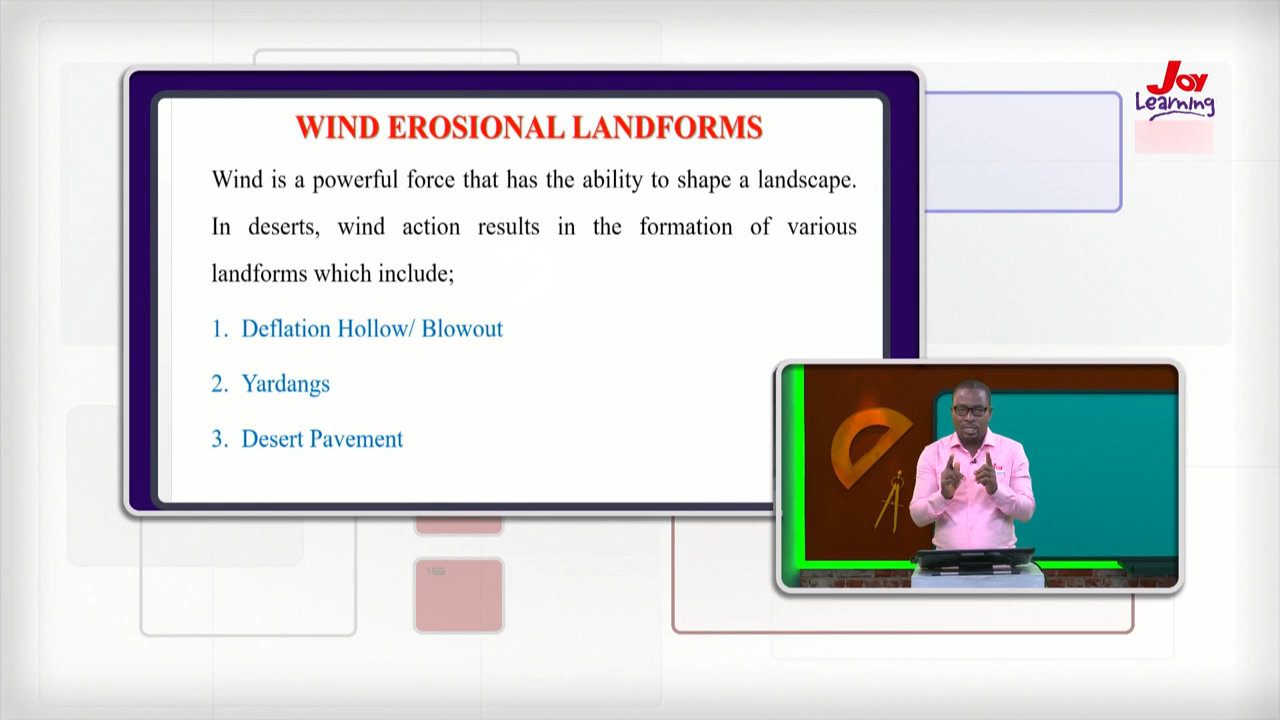 WIND EROSIONAL LANDFORMS
Wind is a powerful force that has the ability to shape a landscape.
In deserts, wind action results in the formation of various
landforms which include;
1. Deflation Hollow/ Blowout
2. Yardangs
3. Desert Pavement
JOY
Learning
JOY